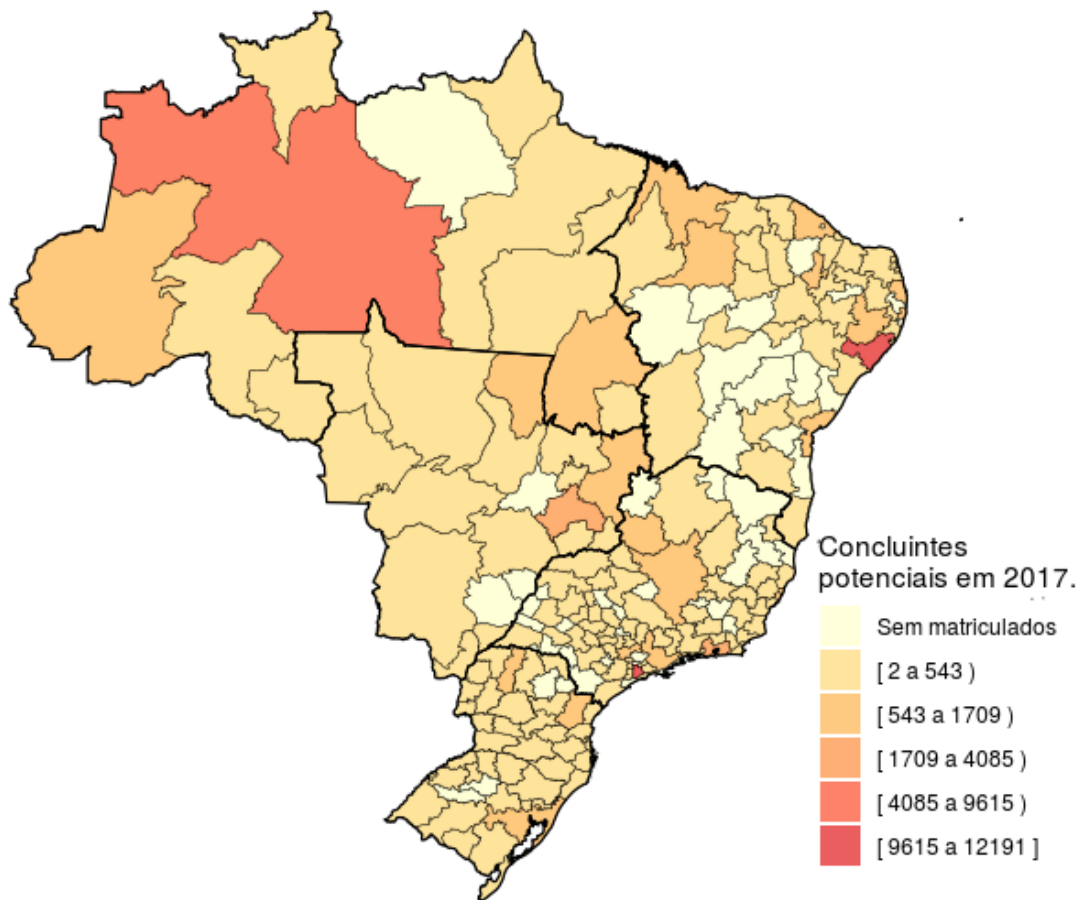 Concluintes
potenciais em 2017.
Sem matriculados
[ 2 a 543 )
[ 543 a 1709 )
[ 1709 a 4085 )
[ 4085 a 9615 )
[ 9615 a 12191 ]